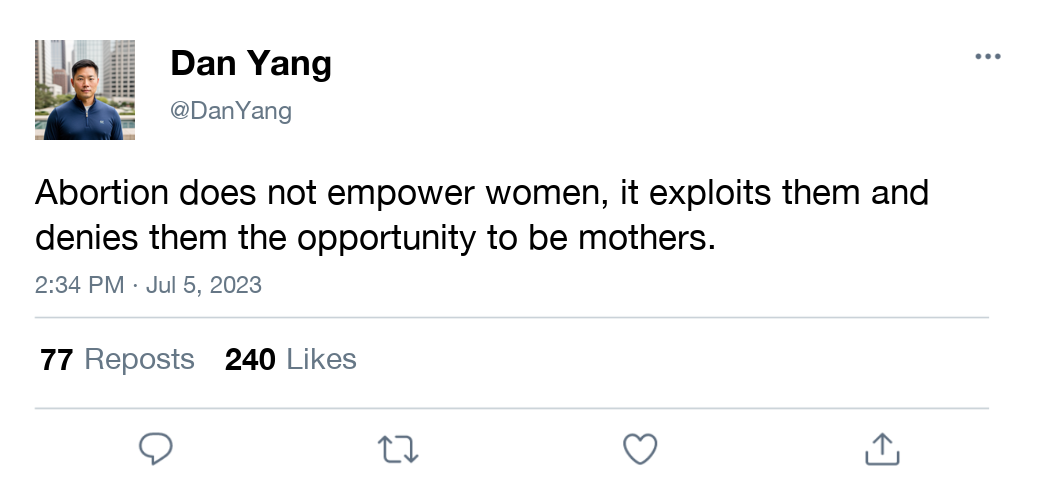 Dan Yang
@DanYang
Abortion does not empower women, it exploits them and
denies them the opportunity to be mothers.
2:34 PM · Jul 5, 2023
77 Reposts 240 Likes